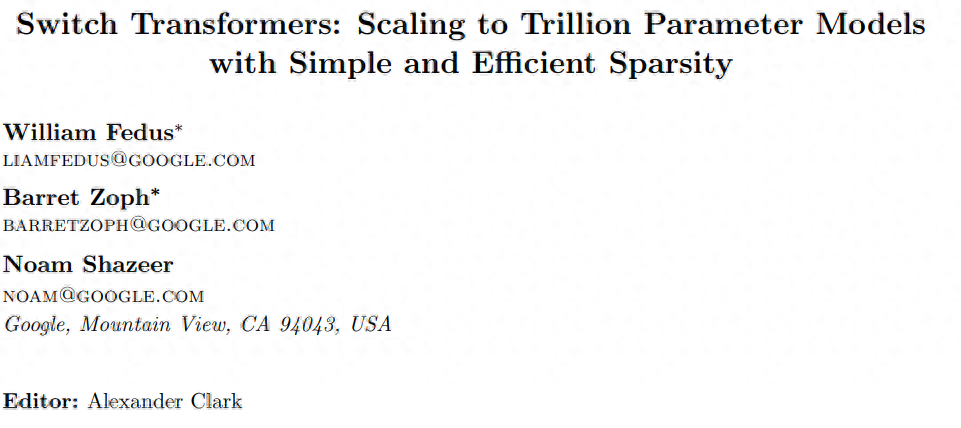 Switch Transformers: Scaling to Trillion Parameter Models
with Simple and Efficient Sparsity
William Fedus*
LIAMFEDUS@GOOGLE.COM
Barret Zoph*
BARRETZOPH@GOOGLE.COM
Noam Shazeer
NOAM@GOOGLE.COM
Google, Mountain View, CA 94043, USA
Editor: Alexander Clark